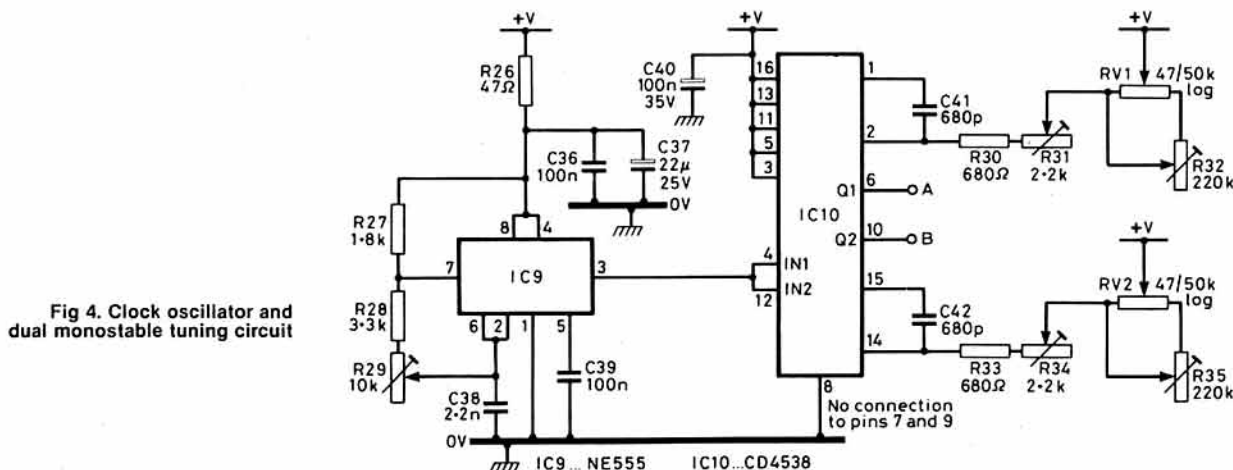 +V
R26
47Ω
C36
100n
C37
22μ
25V
0V
R27
1·8k
8 4
7
IC9
3
6 2 1 5
R28
3·3k
R29
10k
C38
2·2n
C39
100n
0V
IC9... NE555
IC10...CD4538
+V
C40
100n
35V
16
13
11
5
3
IC10
4 IN1
12 IN2
1
2
Q1 6 A
Q2 10 B
15
14
8
No connection
to pins 7 and 9
C41
680p
R30
680Ω
R31
2·2k
+V
RV1 47/50k
log
R32
220k
C42
680p
R33
680Ω
R34
2·2k
+V
RV2 47/50k
log
R35
220k
Fig 4. Clock oscillator and
dual monostable tuning circuit